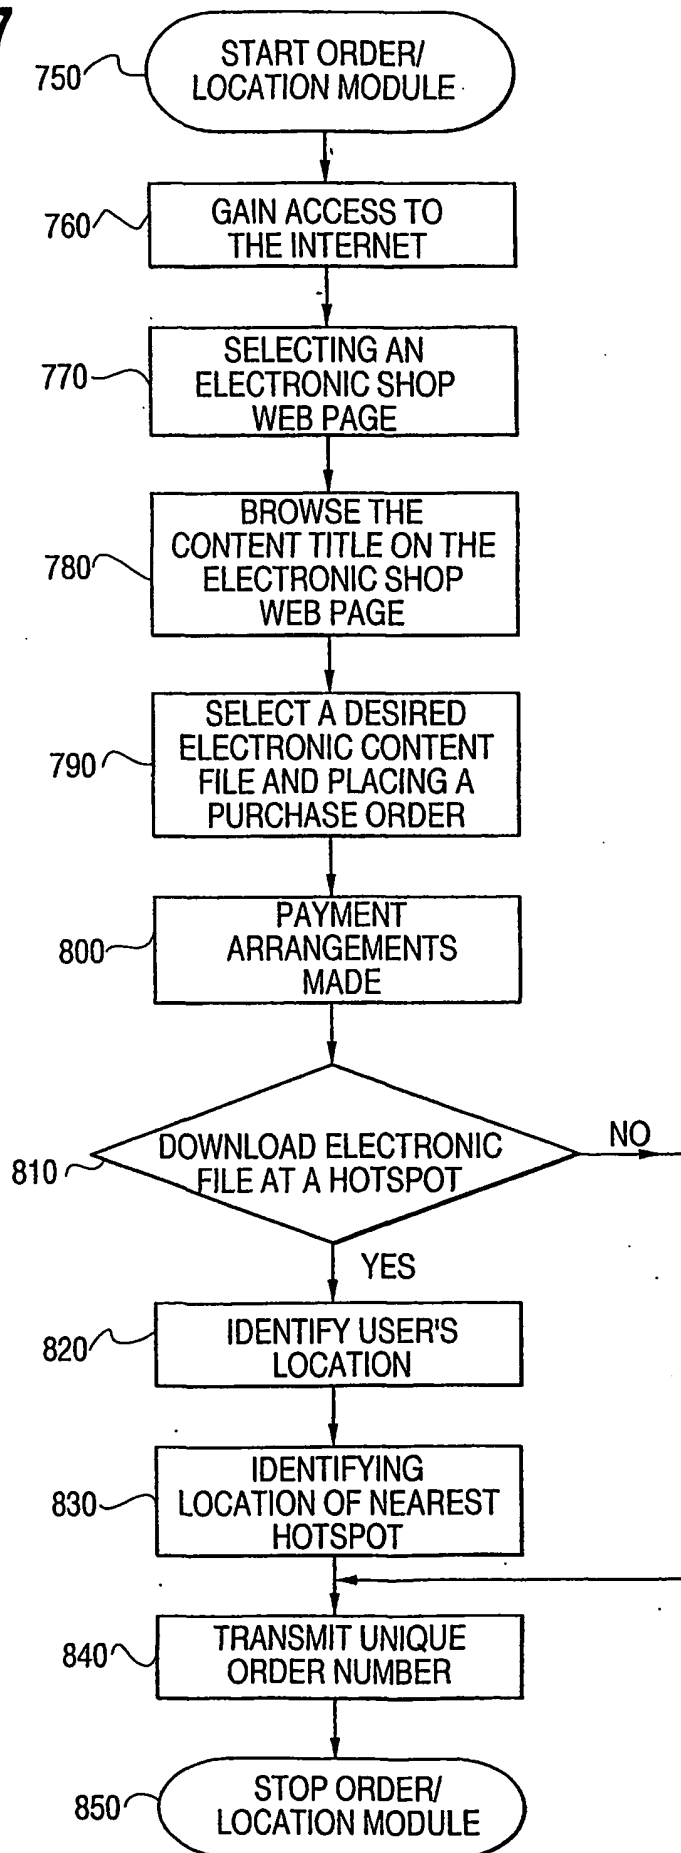 7
750
START ORDER/
LOCATION MODULE
760
GAIN ACCESS TO
THE INTERNET
770
SELECTING AN
ELECTRONIC SHOP
WEB PAGE
780
BROWSE THE
CONTENT TITLE ON THE
ELECTRONIC SHOP
WEB PAGE
790
SELECT A DESIRED
ELECTRONIC CONTENT
FILE AND PLACING A
PURCHASE ORDER
800
PAYMENT
ARRANGEMENTS
MADE
810
DOWNLOAD ELECTRONIC
FILE AT A HOTSPOT
NO
YES
820
IDENTIFY USER'S
LOCATION
830
IDENTIFYING
LOCATION OF NEAREST
HOTSPOT
840
TRANSMIT UNIQUE
ORDER NUMBER
850
STOP ORDER/
LOCATION MODULE